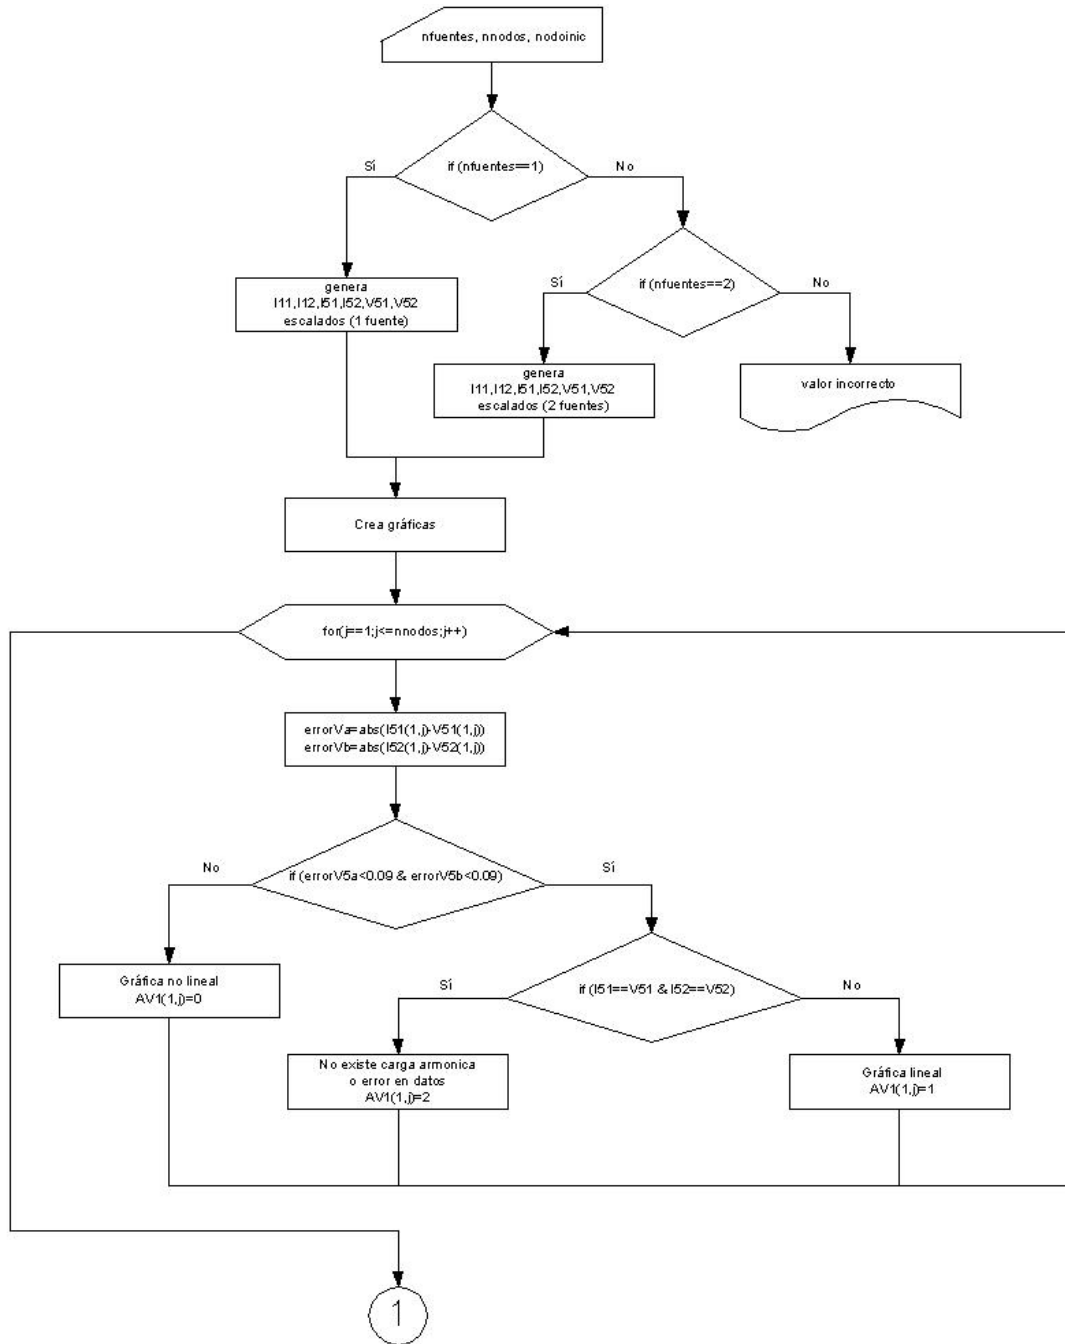 nfuentes, nnodos, nodoinic
if (nfuentes==1)
Sí
No
genera
I11,I12,I51,I52,V51,V52
escalados (1 fuente)
if (nfuentes==2)
Sí
No
genera
I11,I12,I51,I52,V51,V52
escalados (2 fuentes)
valor incorrecto
Crea gráficas
for(j==1;j<=nnodos;j++)
errorVa=abs(I51(1,j)-V51(1,j))
errorVb=abs(I52(1,j)-V52(1,j))
if (errorV5a<0.09 & errorV5b<0.09)
No
Sí
Gráfica no lineal
AV1(1,j)=0
if (I51==V51 & I52==V52)
Sí
No
No existe carga armonica
o error en datos
AV1(1,j)=2
Gráfica lineal
AV1(1,j)=1
1